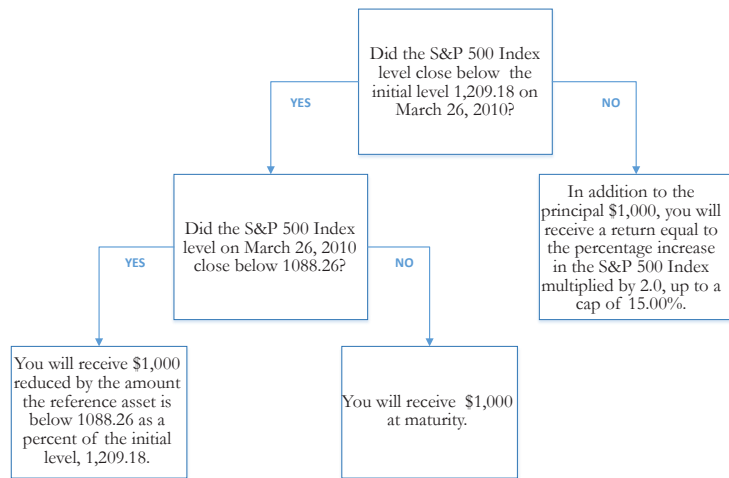 Did the S&P 500 Index
level close below the
initial level 1,209.18 on
March 26, 2010?
YES
NO
Did the S&P 500 Index
level on March 26, 2010
close below 1088.26?
In addition to the
principal $1,000, you will
receive a return equal to
the percentage increase
in the S&P 500 Index
multiplied by 2.0, up to a
cap of 15.00%.
YES
NO
You will receive $1,000
reduced by the amount
the reference asset is
below 1088.26 as a
percent of the initial
level, 1,209.18.
You will receive $1,000
at maturity.